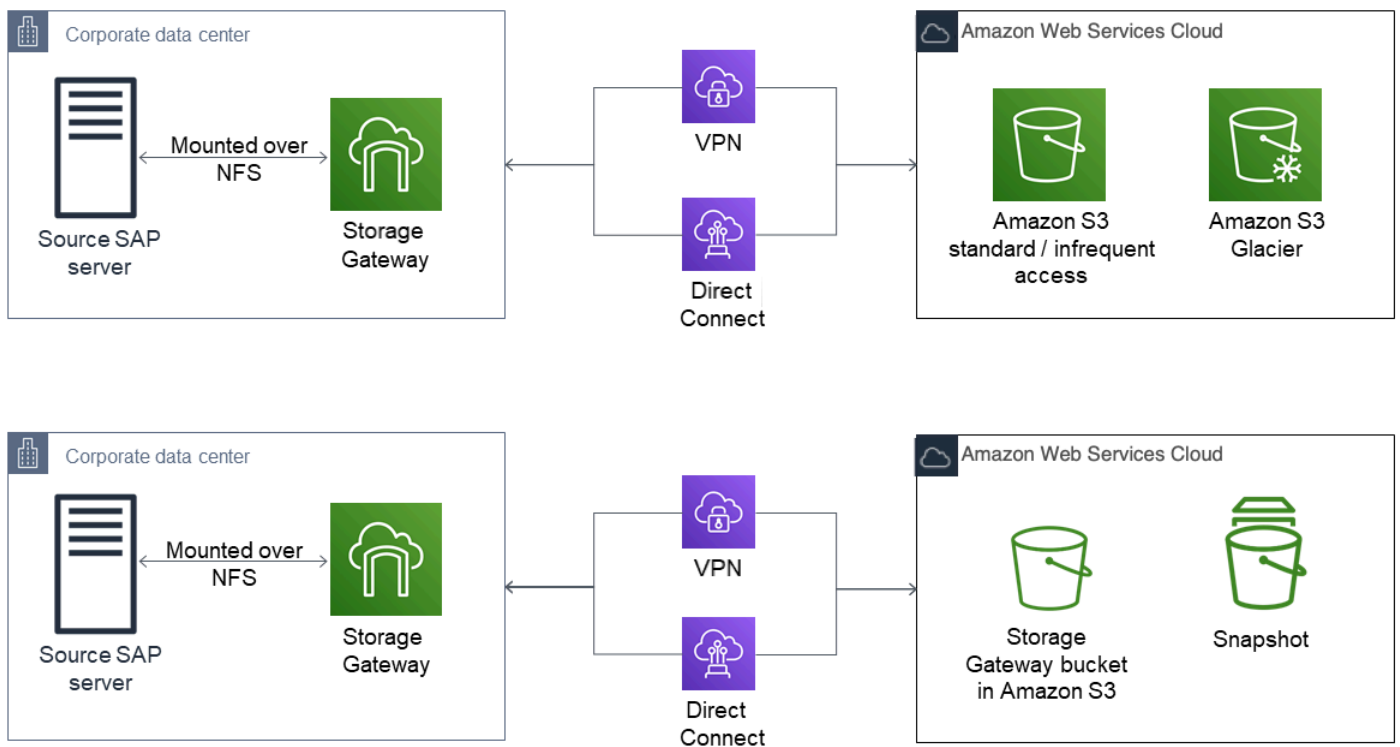 Corporate data center
Amazon Web Services Cloud
Mounted over
NFS
Source SAP
server
Storage
Gateway
VPN
Direct
Connect
Amazon S3
standard / infrequent
access
Amazon S3
Glacier
Corporate data center
Amazon Web Services Cloud
Mounted over
NFS
Source SAP
server
Storage
Gateway
VPN
Direct
Connect
Storage
Gateway bucket
in Amazon S3
Snapshot